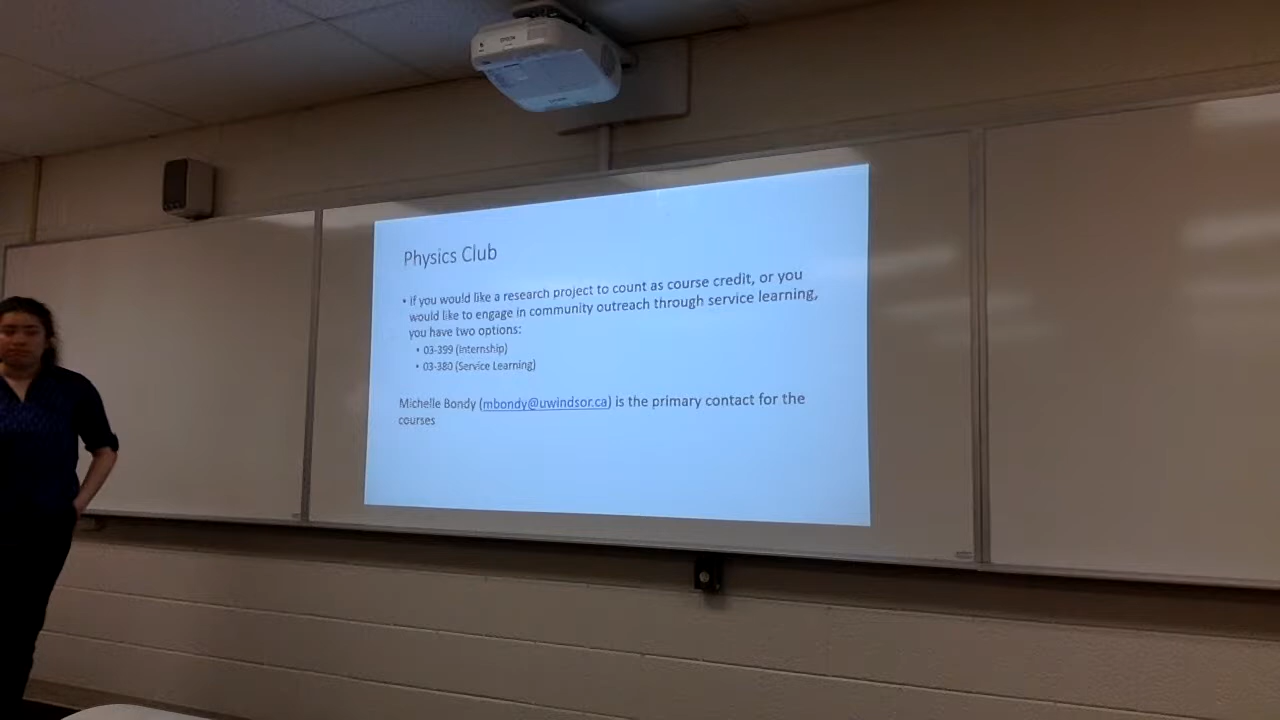 EPSON
Physics Club
• If you would like a research project to count as course credit, or you
would like to engage in community outreach through service learning,
you have two options:
• 03-399 (Internship)
• 03-380 (Service Learning)
Michelle Bondy (mbondy@uwindsor.ca) is the primary contact for the
courses